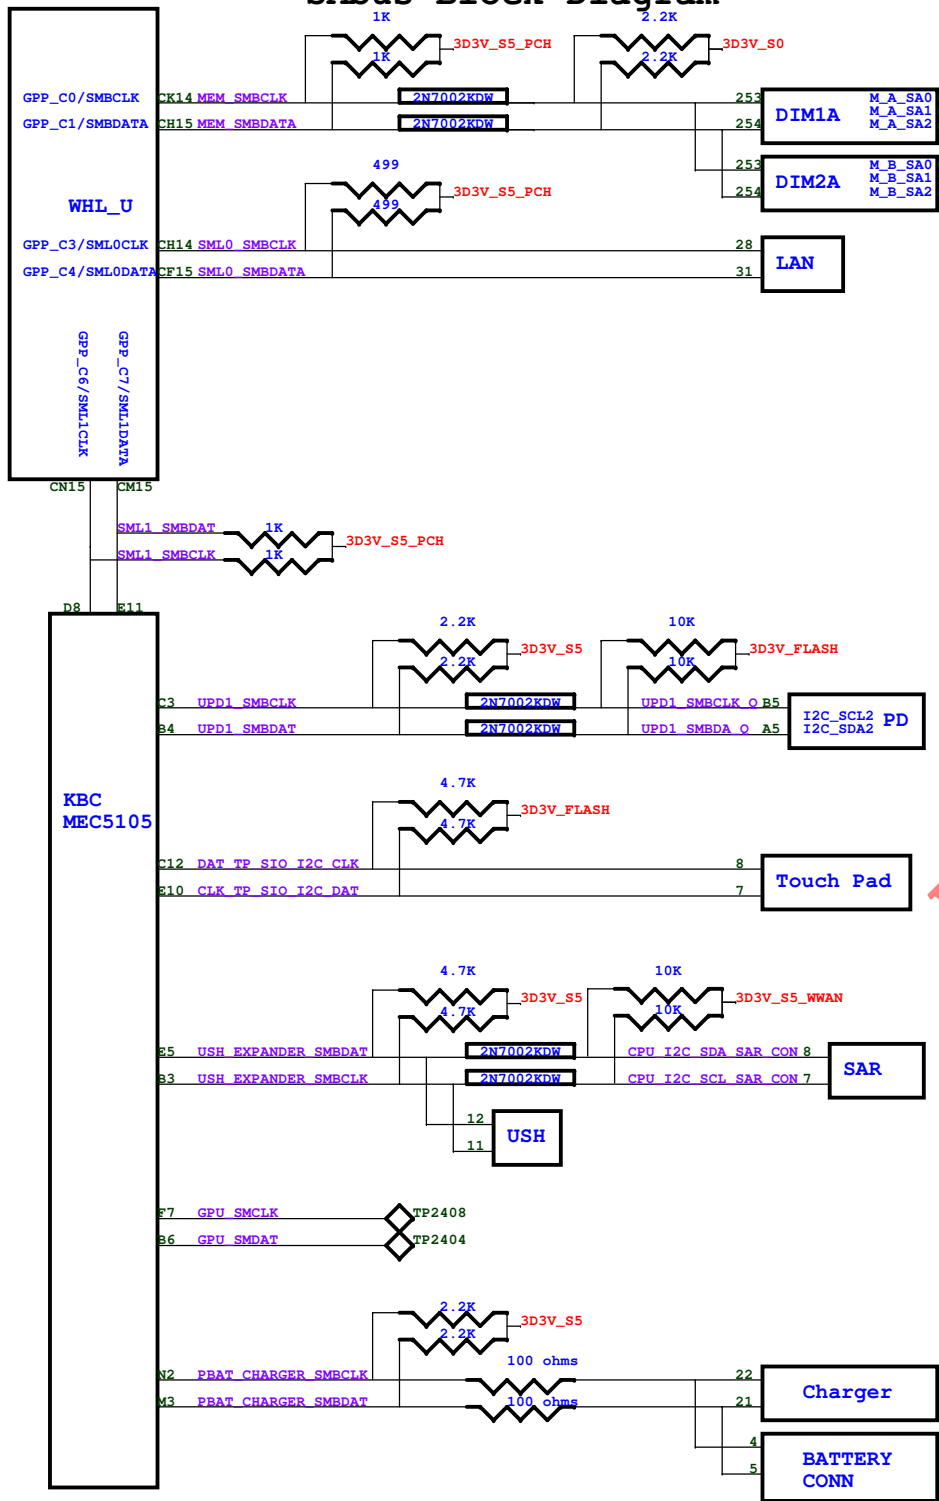 SMBus Block Diagram
1K
2.2K
3D3V_S5_PCH
3D3V_S0
1K
2.2K
GPP_C0/SMBCLK CK14 MEM_SMBCLK 2N7002KDW 253 M_A_SA0
DIM1A M_A_SA1
GPP_C1/SMBDATA CH15 MEM_SMBDATA 2N7002KDW 254 M_A_SA2
499
253 M_B_SA0
DIM2A M_B_SA1
3D3V_S5_PCH
254 M_B_SA2
499
WHL_U
GPP_C3/SML0CLK CH14 SML0_SMBCLK 28
LAN
GPP_C4/SML0DATA CF15 SML0_SMBDATA 31
GPP_C6/SML1CLK
GPP_C7/SML1DATA
CN15 CM15
SML1_SMBDAT 1K
3D3V_S5_PCH
SML1_SMBCLK 1K
D8 E11
2.2K 10K
3D3V_S5 3D3V_FLASH
2.2K 10K
C3 UPD1_SMBCLK 2N7002KDW UPD1_SMBCLK_Q B5
I2C_SCL2 PD
I2C_SDA2
B4 UPD1_SMBDAT 2N7002KDW UPD1_SMBDA_Q A5
4.7K
KBC
3D3V_FLASH
MEC5105
4.7K
C12 DAT_TP_SIO_I2C_CLK 8
Touch Pad
E10 CLK_TP_SIO_I2C_DAT 7
4.7K 10K
3D3V_S5 3D3V_S5_WWAN
4.7K 10K
E5 USH_EXPANDER_SMBDAT 2N7002KDW CPU_I2C_SDA_SAR_CON 8
SAR
B3 USH_EXPANDER_SMBCLK 2N7002KDW CPU_I2C_SCL_SAR_CON 7
12
USH
11
F7 GPU_SMCLK TP2408
B6 GPU_SMDAT TP2404
2.2K
3D3V_S5
2.2K
100 ohms
N2 PBAT_CHARGER_SMBCLK 22
Charger
M3 PBAT_CHARGER_SMBDAT 100 ohms 21
4
BATTERY
5
CONN